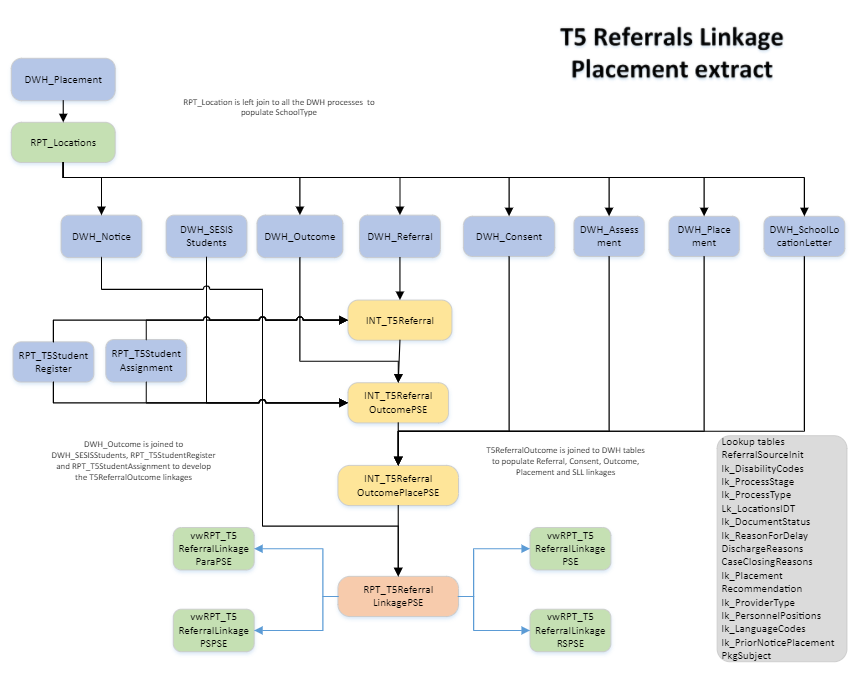 T5 Referrals Linkage
Placement extract
DWH_Placement
RPT_Location is left join to all the DWH processes to
populate SchoolType
RPT_Locations
DWH_Notice
DWH_SESIS
Students
DWH_Outcome
DWH_Referral
DWH_Consent
DWH_Assess
ment
DWH_Place
ment
DWH_SchoolLo
cationLetter
INT_T5Referral
RPT_T5Student
Register
RPT_T5Student
Assignment
INT_T5Referral
OutcomePSE
DWH_Outcome is joined to
DWH_SESISStudents, RPT_T5StudentRegister
and RPT_T5StudentAssignment to develop
the T5ReferralOutcome linkages
T5ReferralOutcome is joined to DWH tables
to populate Referral, Consent, Outcome,
Placement and SLL linkages
INT_T5Referral
OutcomePlacePSE
Lookup tables
ReferralSourceInit
lk_DisabilityCodes
lk_ProcessStage
lk_ProcessType
Lk_LocationsIDT
lk_DocumentStatus
lk_ReasonForDelay
DischargeReasons
CaseClosingReasons
lk_Placement
Recommendation
lk_ProviderType
lk_PersonnelPositions
lk_LanguageCodes
lk_PriorNoticePlacement
PkgSubject
vwRPT_T5
ReferralLinkage
ParaPSE
vwRPT_T5
ReferralLinkage
PSE
RPT_T5Referral
LinkagePSE
vwRPT_T5
ReferralLinkage
PSPSE
vwRPT_T5
ReferralLinkage
RSPSE